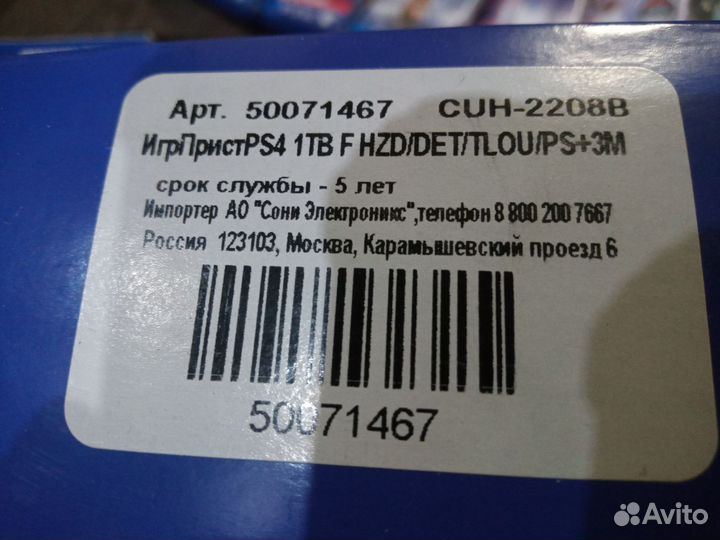 Арт. 50071467 CUH-2208B
ИгрПристPS4 1TB F HZD/DET/TLOU/PS+3M
срок службы - 5 лет
Импортер АО "Сони Электроникс",телефон 8 800 200 7667
Россия 123103, Москва, Карамышевский проезд 6
50071467
Avito